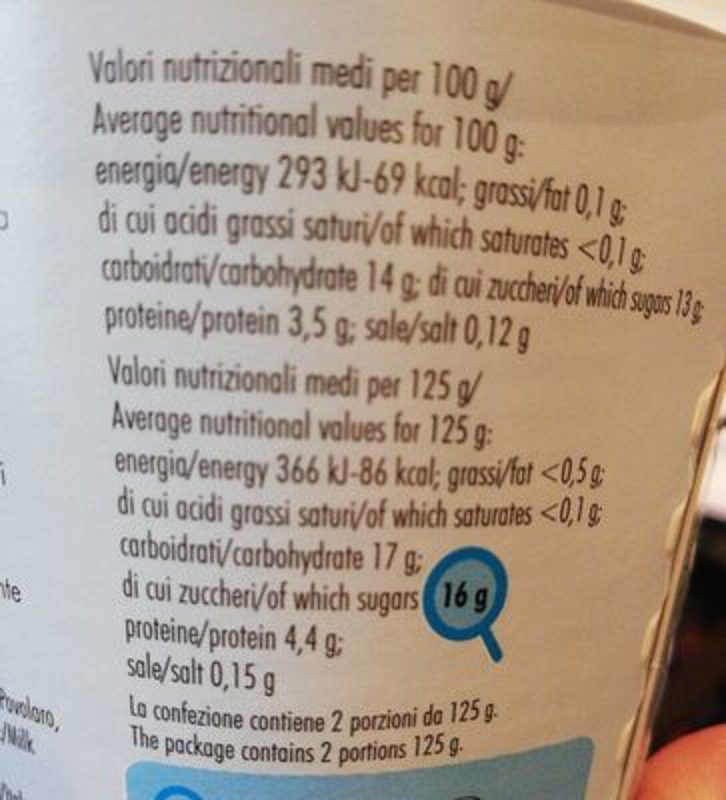 Valori nutrizionali medi per 100 g/
Average nutritional values for 100 g:
energia/energy 293 kJ-69 kcal; grassi/fat 0,1 g;
di cui acidi grassi saturi/of which saturates <0,1 g;
carboidrati/carbohydrate 14 g; di cui zuccheri/of which sugars 13 g;
proteine/protein 3,5 g; sale/salt 0,12 g
Valori nutrizionali medi per 125 g/
Average nutritional values for 125 g:
energia/energy 366 kJ-86 kcal; grassi/fat <0,5 g;
di cui acidi grassi saturi/of which saturates <0,1 g;
carboidrati/carbohydrate 17 g;
di cui zuccheri/of which sugars 16 g
proteine/protein 4,4 g;
sale/salt 0,15 g
La confezione contiene 2 porzioni da 125 g.
The package contains 2 portions 125 g.
Povolaro,
/Milk